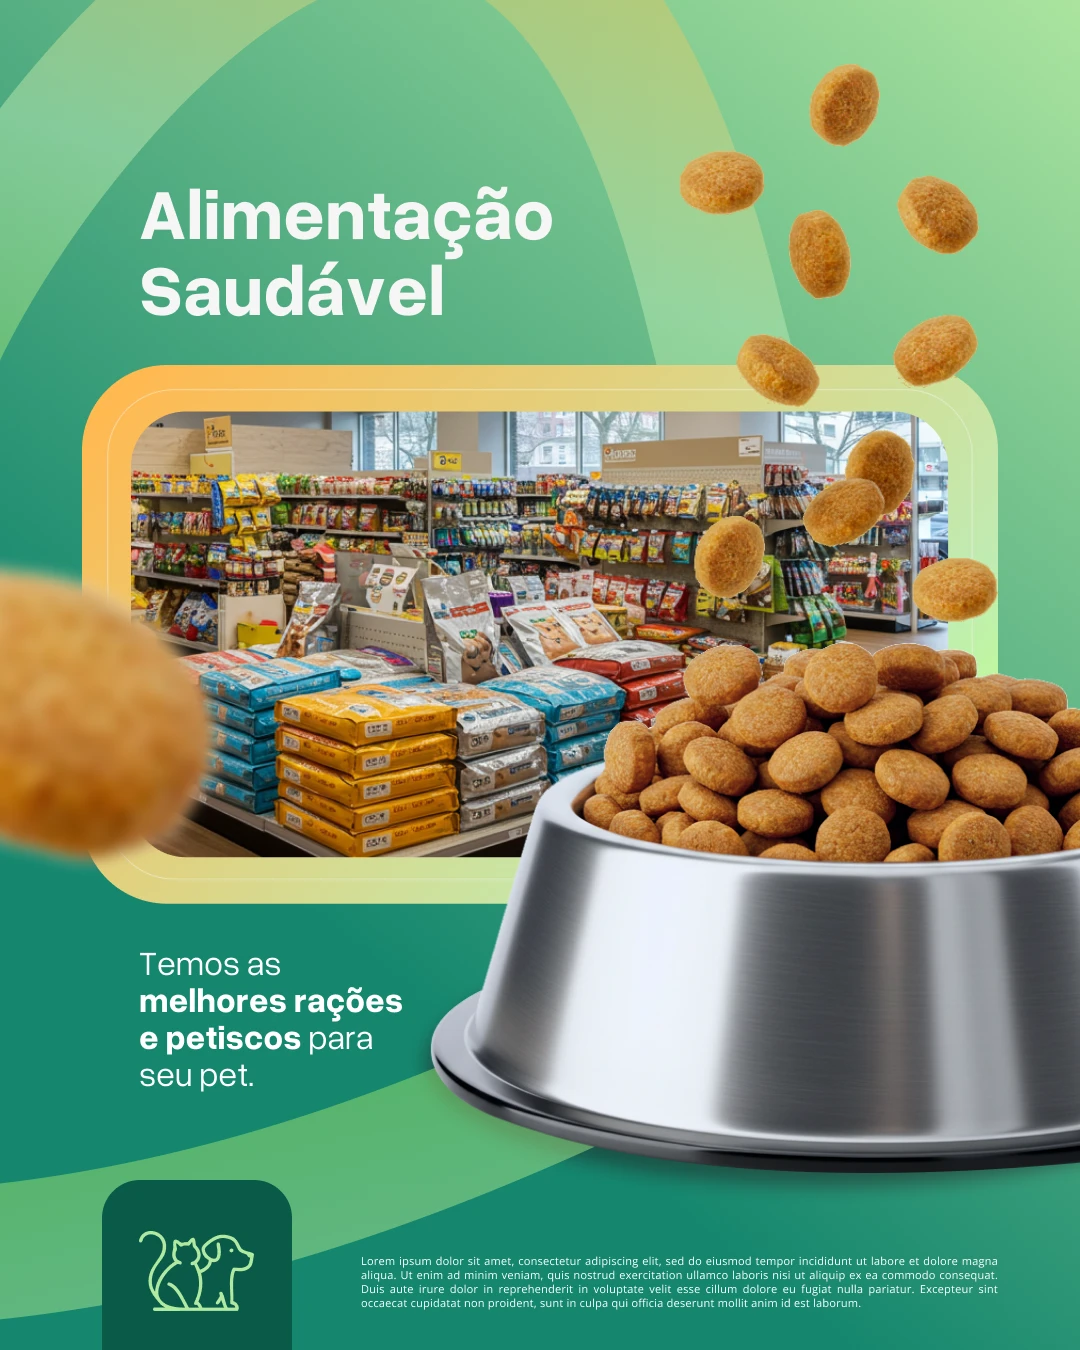 Alimentação
Saudável
Temos as
melhores rações
e petiscos para
seu pet.
Lorem ipsum dolor sit amet, consectetur adipiscing elit, sed do eiusmod tempor incididunt ut labore et dolore magna
aliqua. Ut enim ad minim veniam, quis nostrud exercitation ullamco laboris nisi ut aliquip ex ea commodo consequat.
Duis aute irure dolor in reprehenderit in voluptate velit esse cillum dolore eu fugiat nulla pariatur. Excepteur sint
occaecat cupidatat non proident, sunt in culpa qui officia deserunt mollit anim id est laborum.